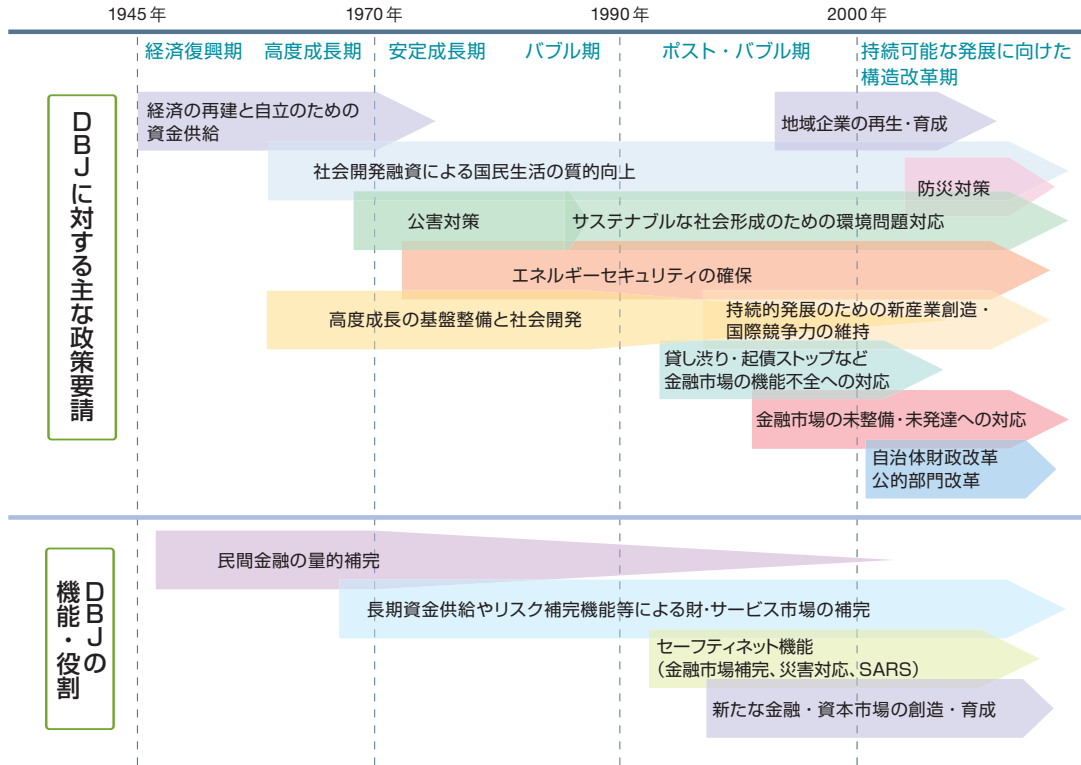 1945年
1970年
1990年
2000年
経済復興期
高度成長期
安定成長期
バブル期
ポスト・バブル期
持続可能な発展に向けた
構造改革期
DBJに対する主な政策要請
経済の再建と自立のための
資金供給
地域企業の再生・育成
社会開発融資による国民生活の質的向上
防災対策
公害対策
サステナブルな社会形成のための環境問題対応
エネルギーセキュリティの確保
高度成長の基盤整備と社会開発
持続的発展のための新産業創造・
国際競争力の維持
貸し渋り・起債ストップなど
金融市場の機能不全への対応
金融市場の未整備・未発達への対応
自治体財政改革
公的部門改革
DBJの
機能・役割
民間金融の量的補完
長期資金供給やリスク補完機能等による財・サービス市場の補完
セーフティネット機能
（金融市場補完、災害対応、SARS）
新たな金融・資本市場の創造・育成